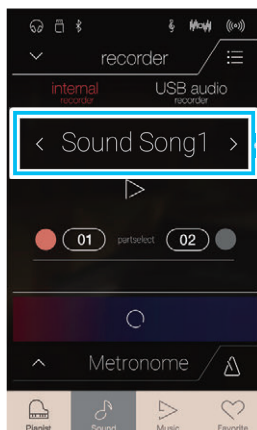 recorder
internal
recorder
USB audio
recorder
< Sound Song1 >
01 partselect 02
Metronome
Pianist Sound Music Favorite